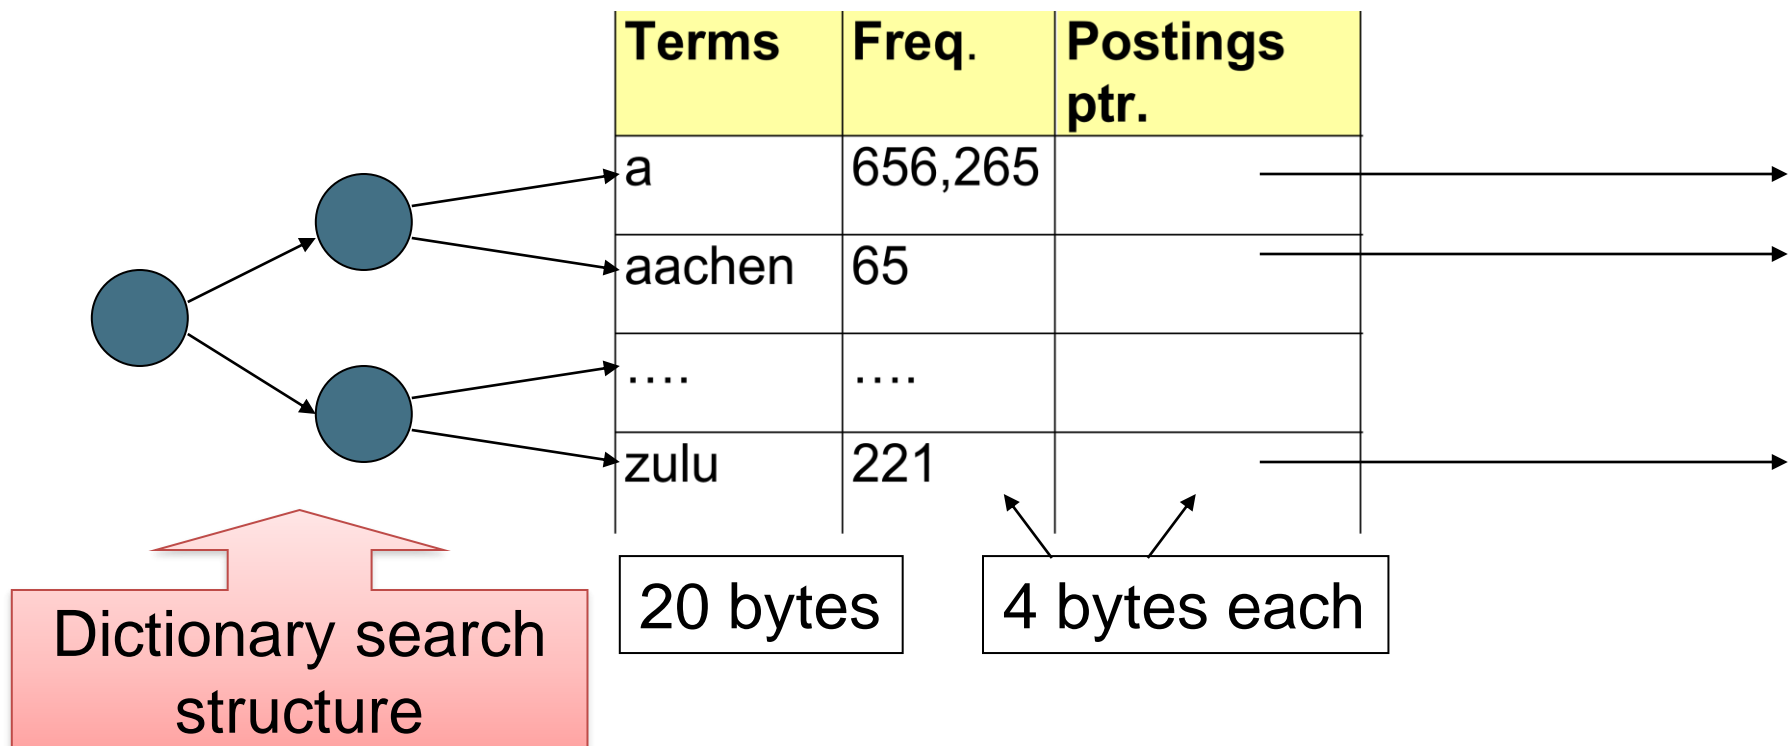 Terms Freq. Postings
ptr.
a 656,265
aachen 65
…. ….
zulu 221
20 bytes 4 bytes each
Dictionary search
structure